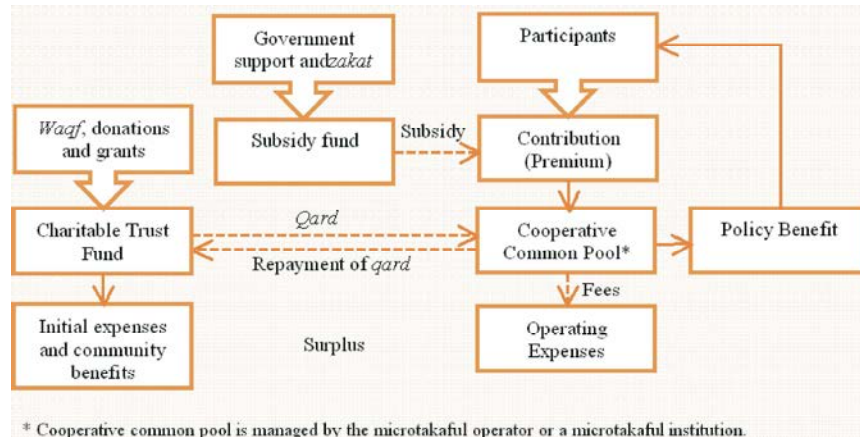 Government
support andzakat
Participants
Waqf, donations
and grants
Subsidy fund
Subsidy
Contribution
(Premium)
Charitable Trust
Fund
Qard
Repayment of qard
Cooperative
Common Pool*
Policy Benefit
Fees
Initial expenses
and community
benefits
Surplus
Operating
Expenses
* Cooperative common pool is managed by the microtakaful operator or a microtakaful institution.